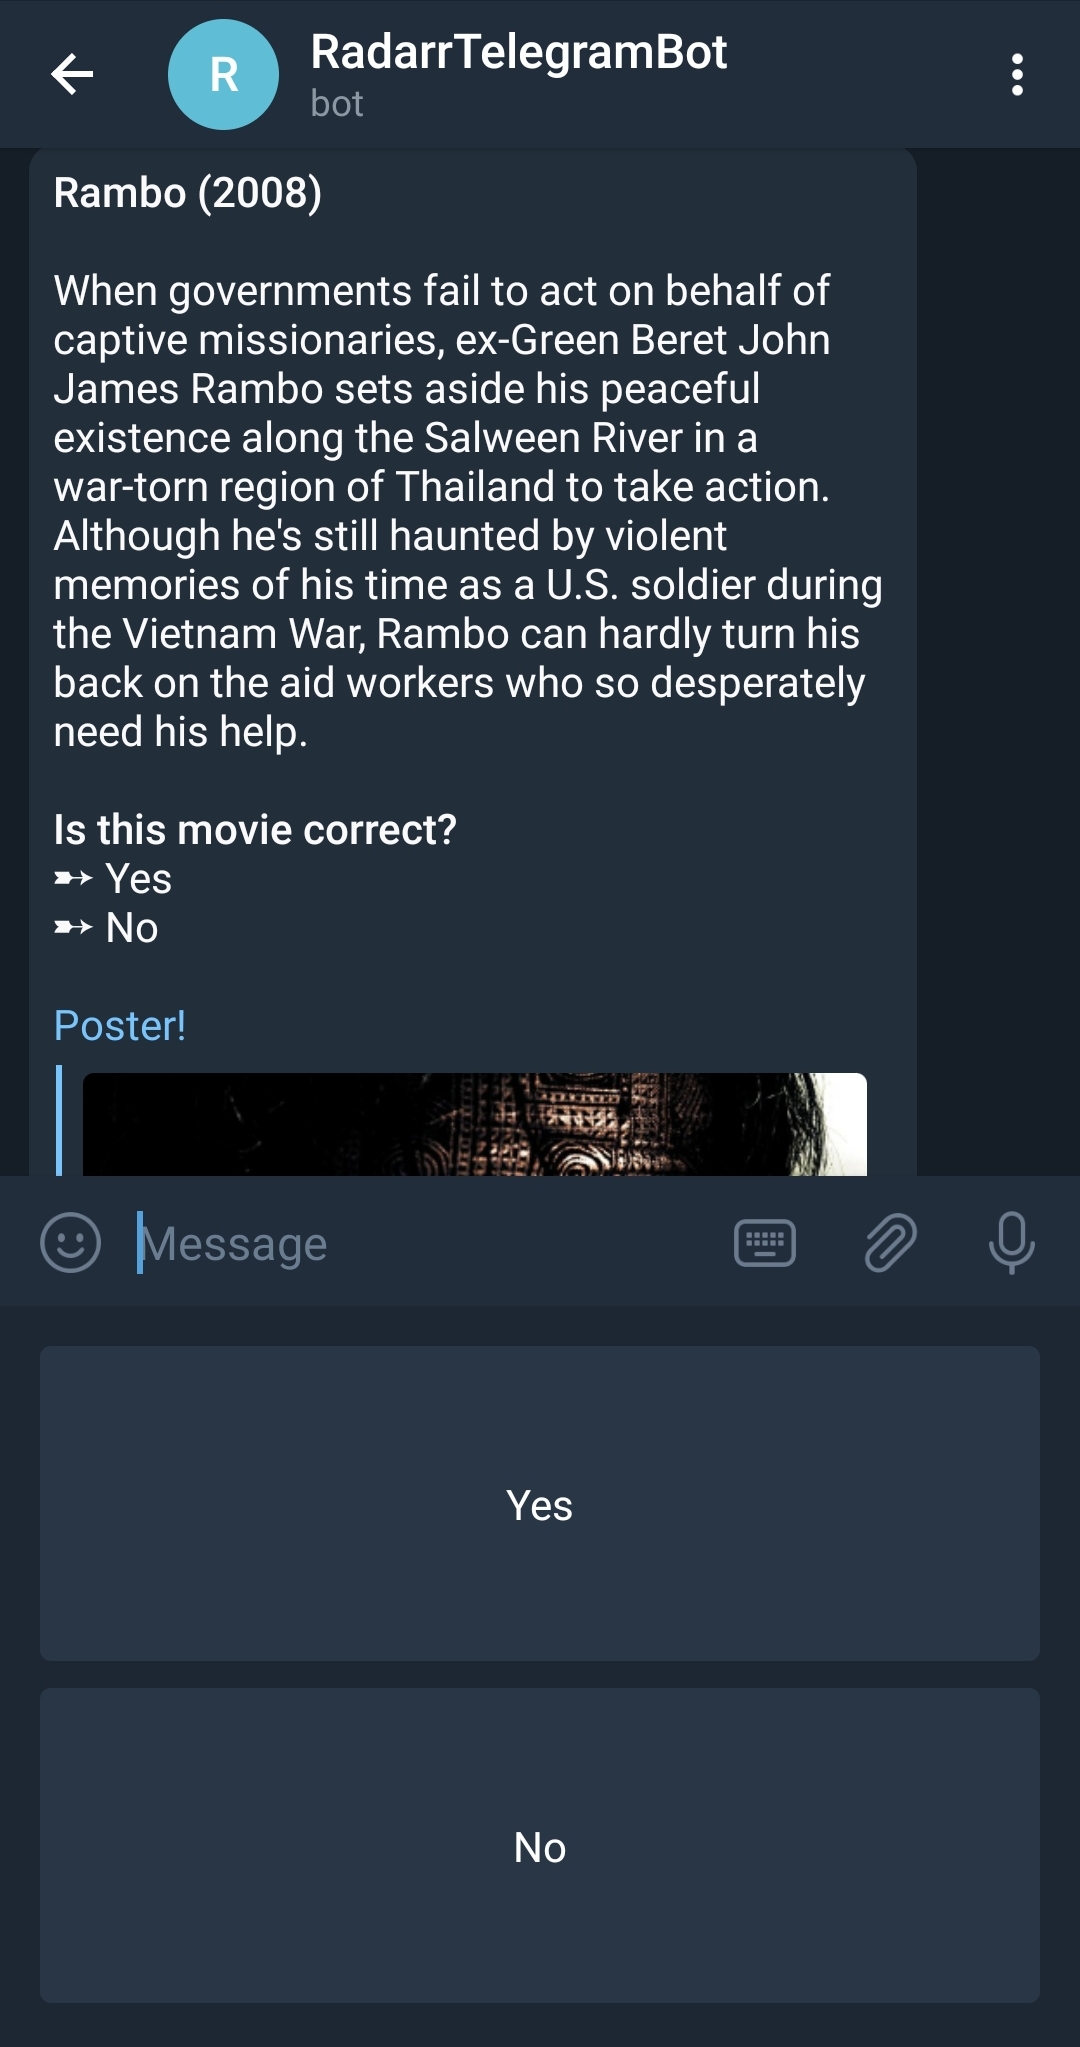 R
RadarrTelegramBot
bot
Rambo (2008)
When governments fail to act on behalf of
captive missionaries, ex-Green Beret John
James Rambo sets aside his peaceful
existence along the Salween River in a
war-torn region of Thailand to take action.
Although he's still haunted by violent
memories of his time as a U.S. soldier during
the Vietnam War, Rambo can hardly turn his
back on the aid workers who so desperately
need his help.
Is this movie correct?
➳ Yes
➳ No
Poster!
Message
Yes
No